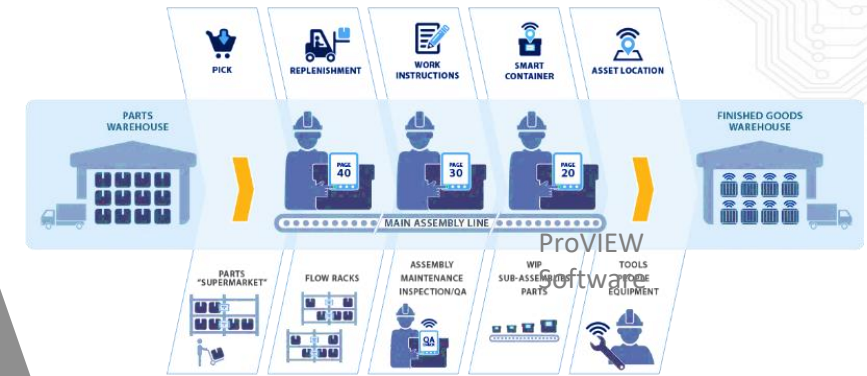 PICK
REPLENISHMENT
WORK
INSTRUCTIONS
SMART
CONTAINER
ASSET LOCATION
PARTS
WAREHOUSE
FINISHED GOODS
WAREHOUSE
PAGE
40
PAGE
30
PAGE
20
MAIN ASSEMBLY LINE
ProVIEW
Software
PARTS
"SUPERMARKET"
FLOW RACKS
ASSEMBLY
MAINTENANCE
INSPECTION/QA
WIP
SUB-ASSEMBLIES
PARTS
TOOLS
PEOPLE
EQUIPMENT
QA